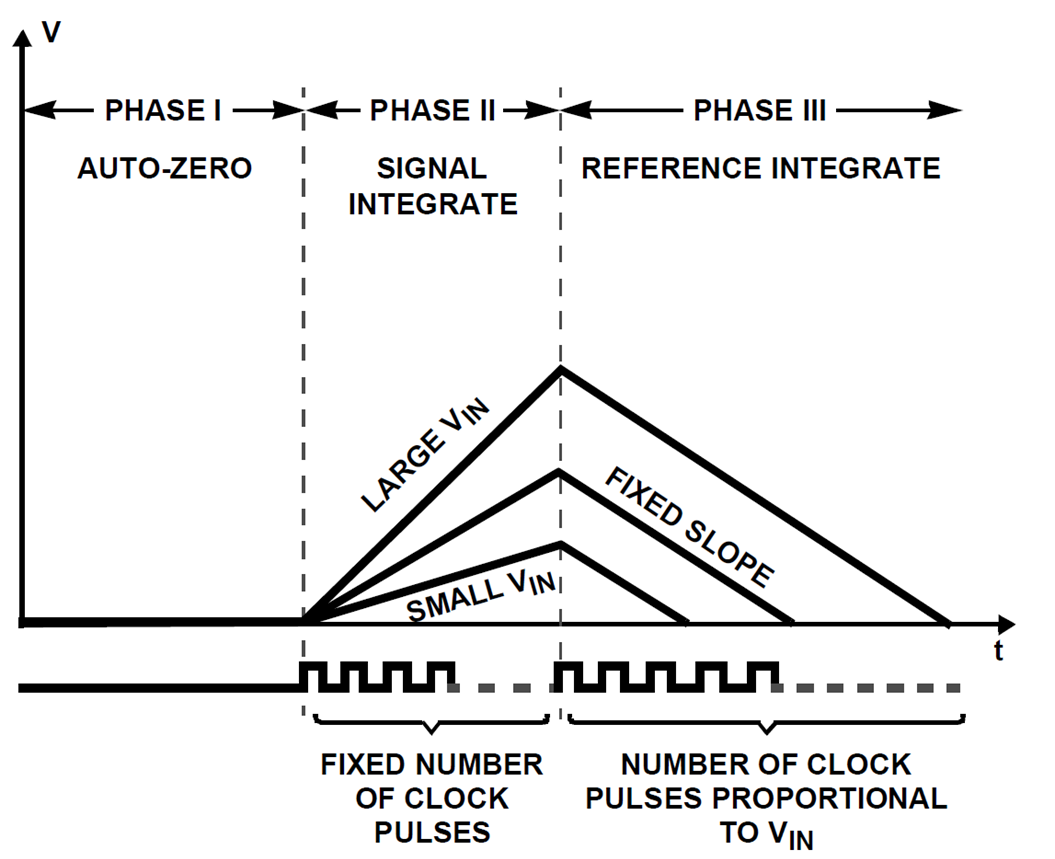 V
PHASE I
PHASE II
PHASE III
AUTO-ZERO
SIGNAL
INTEGRATE
REFERENCE INTEGRATE
LARGE VIN
FIXED SLOPE
SMALL VIN
t
FIXED NUMBER
OF CLOCK
PULSES
NUMBER OF CLOCK
PULSES PROPORTIONAL
TO VIN